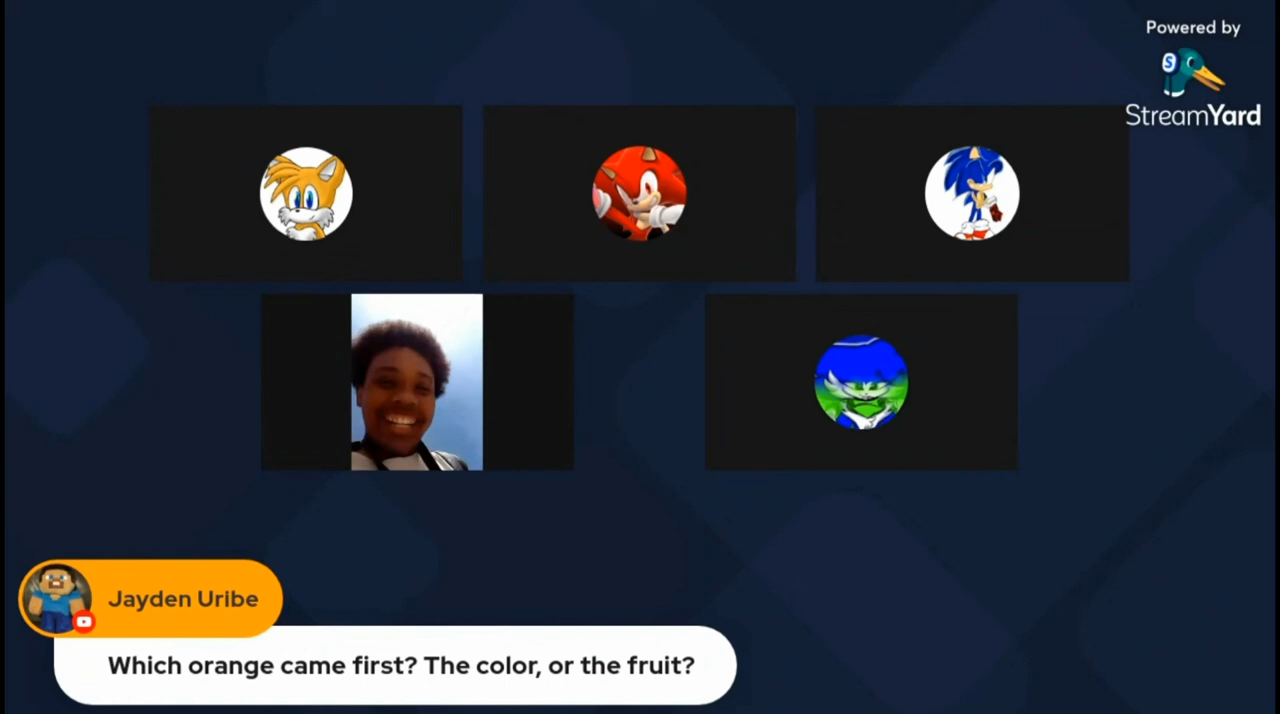 Powered by
StreamYard
Jayden Uribe
Which orange came first? The color, or the fruit?